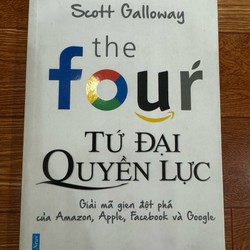 Scott Galloway
the
four
TỨ ĐẠI
QUYỀN LỰC
Giải mã gien đột phá
của Amazon, Apple, Facebook và Google